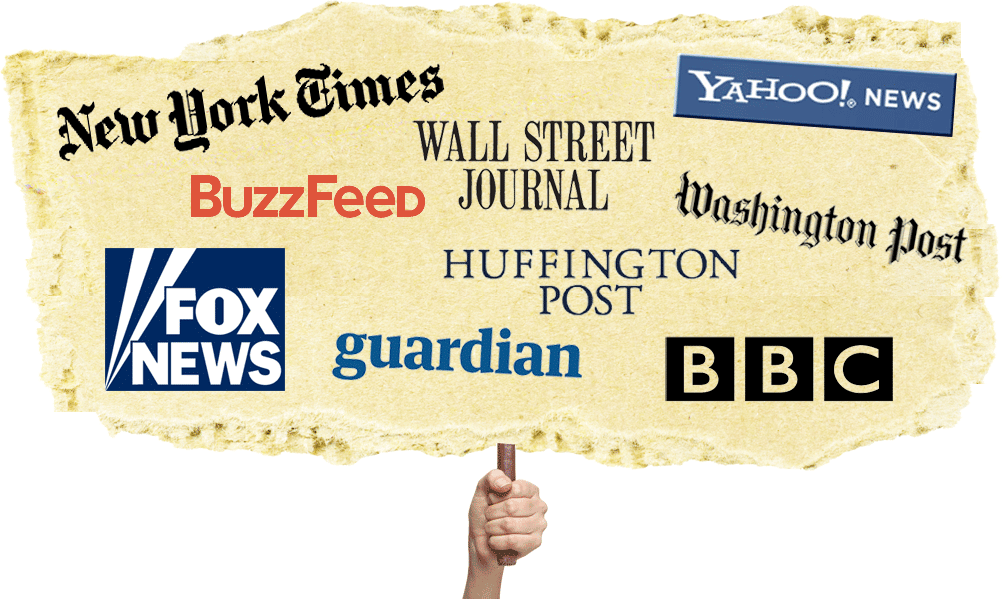 New York Times
YAHOO! NEWS
WALL STREET
JOURNAL
BUZZFEED
Washington Post
FOX
NEWS
HUFFINGTON
POST
guardian
BBC